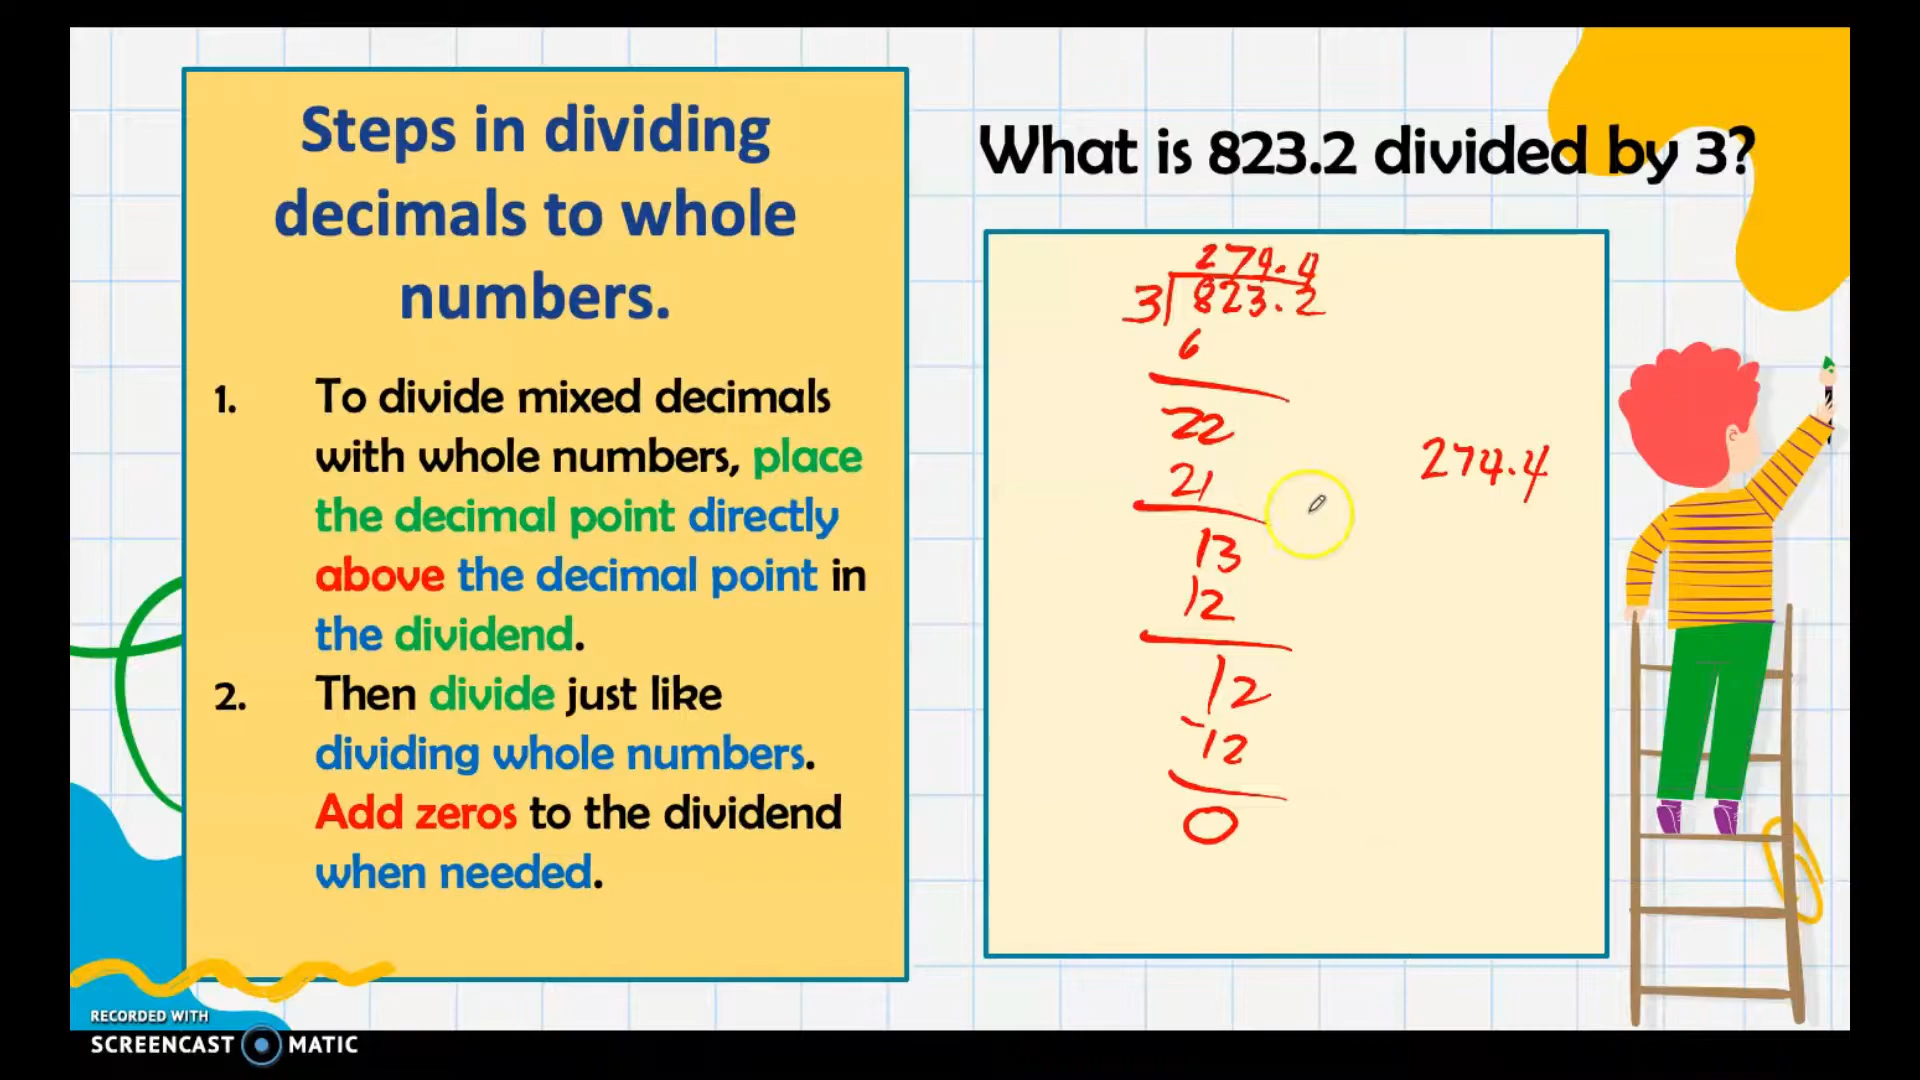 Steps in dividing
decimals to whole
numbers.
1. To divide mixed decimals
with whole numbers, place
the decimal point directly
above the decimal point in
the dividend.
2. Then divide just like
dividing whole numbers.
Add zeros to the dividend
when needed.
What is 823.2 divided by 3?
274.4
3 823.2
6
22
21
13
12
12
-12
0
274.4
RECORDED WITH
SCREENCAST MATIC